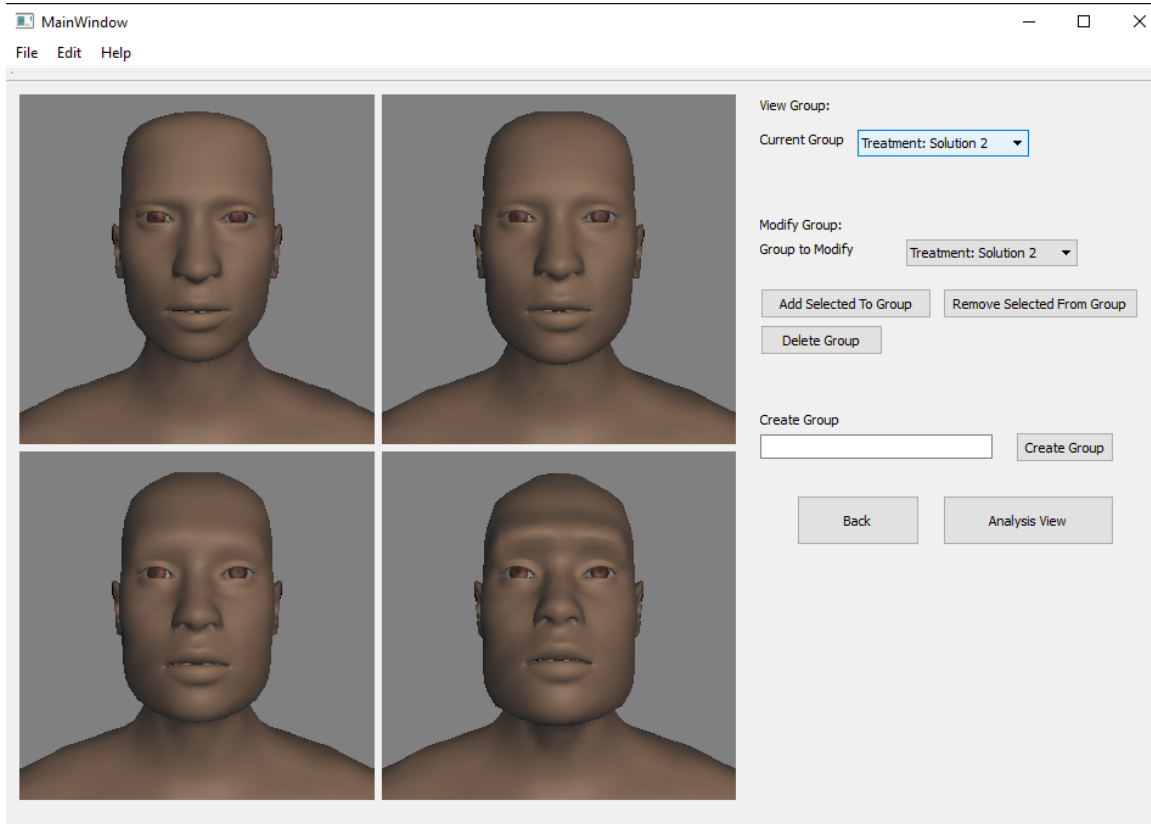 MainWindow
File Edit Help
View Group:
Current Group Treatment: Solution 2
Modify Group:
Group to Modify Treatment: Solution 2
Add Selected To Group Remove Selected From Group
Delete Group
Create Group
Create Group
Back Analysis View